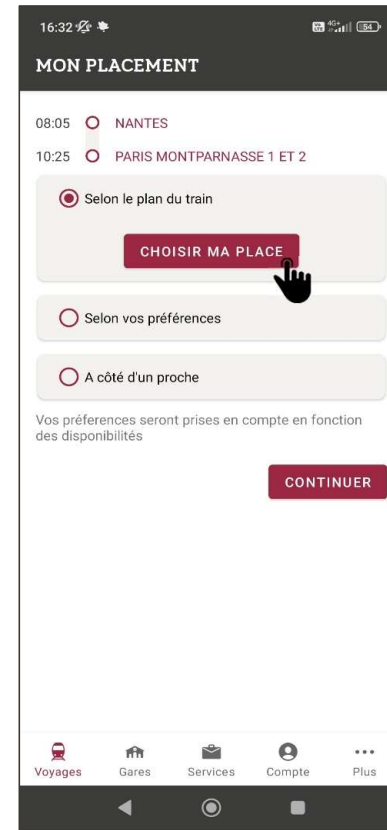 16:32
4G+
54
MON PLACEMENT
08:05 NANTES
10:25 PARIS MONTPARNASSE 1 ET 2
Selon le plan du train
CHOISIR MA PLACE
Selon vos préférences
A côté d'un proche
Vos préferences seront prises en compte en fonction
des disponibilités
CONTINUER
Voyages Gares Services Compte Plus